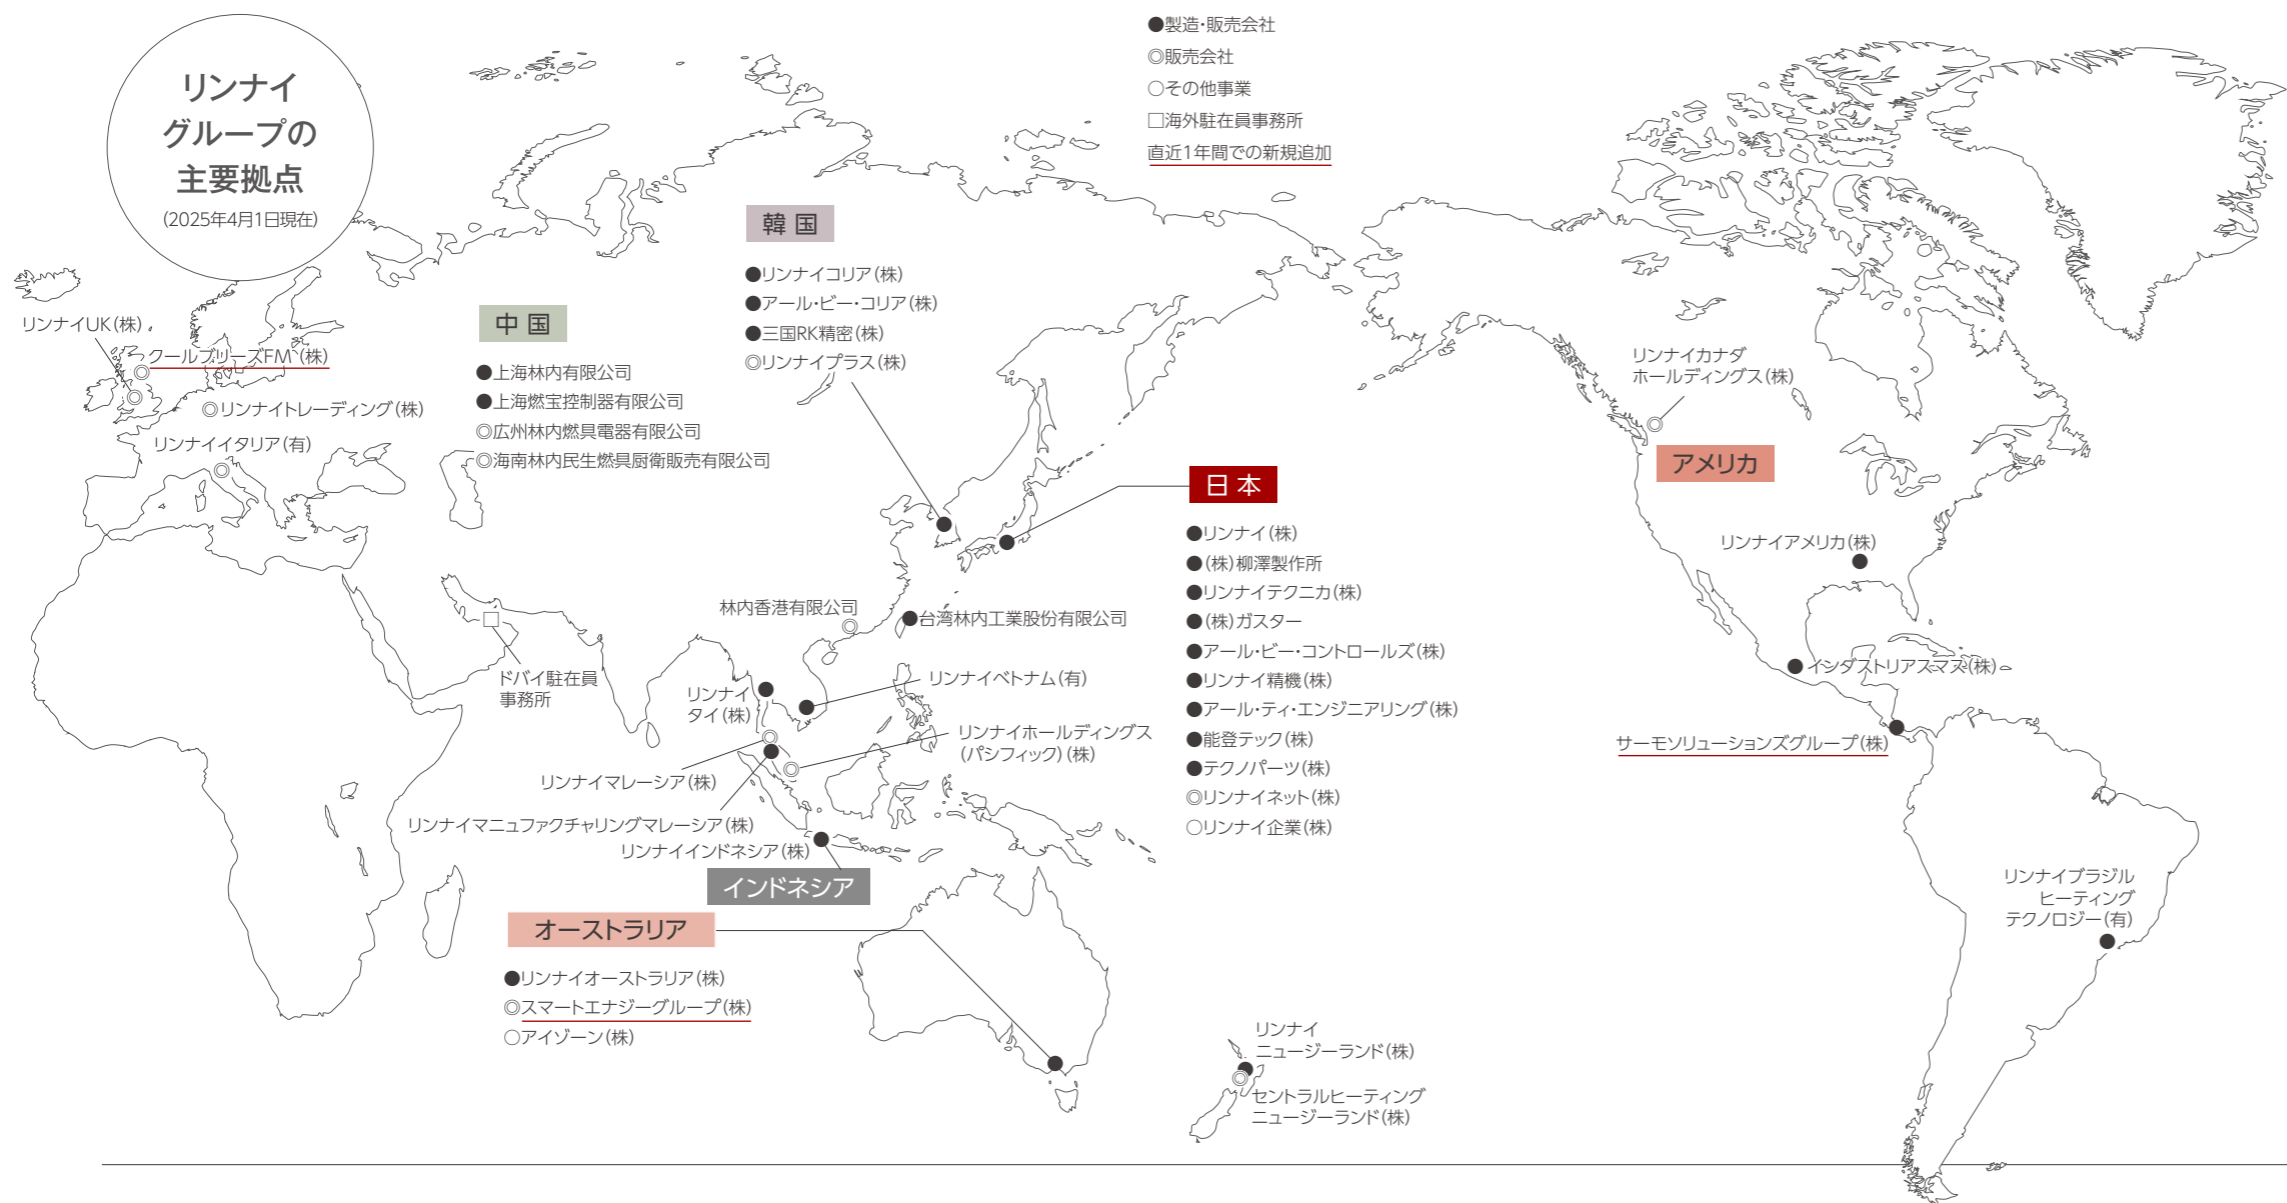 リンナイ
グループの
主要拠点
(2025年4月1日現在)
●製造・販売会社
◎販売会社
○その他事業
□海外駐在員事務所
直近1年間での新規追加
リンナイUK(株)
クールブリーズFM(株)
◎リンナイトレーディング(株)
リンナイイタリア(有)
中国
●上海林内有限公司
●上海燃宝控制器有限公司
◎広州林内燃具電器有限公司
◎海南林内民生燃具厨衛販売有限公司
韓国
●リンナイコリア(株)
●アール・ビー・コリア(株)
●三国RK精密(株)
◎リンナイプラス(株)
日本
●リンナイ(株)
●(株)柳澤製作所
●リンナイテクニカ(株)
●(株)ガスター
●アール・ビー・コントロールズ(株)
●リンナイ精機(株)
●アール・ティ・エンジニアリング(株)
●能登テック(株)
●テクノパーツ(株)
◎リンナイネット(株)
○リンナイ企業(株)
ドバイ駐在員
事務所
林内香港有限公司
●台湾林内工業股份有限公司
リンナイ
タイ(株)
リンナイベトナム(有)
リンナイホールディングス
(パシフィック)(株)
リンナイマレーシア(株)
リンナイマニュファクチャリングマレーシア(株)
リンナイインドネシア(株)
インドネシア
オーストラリア
●リンナイオーストラリア(株)
◎スマートエナジーグループ(株)
○アイゾーン(株)
リンナイ
ニュージーランド(株)
セントラルヒーティング
ニュージーランド(株)
リンナイカナダ
ホールディングス(株)
アメリカ
リンナイアメリカ(株)
●インダストリアスマス(株)
サーモソリューションズグループ(株)
リンナイブラジル
ヒーティング
テクノロジー(有)